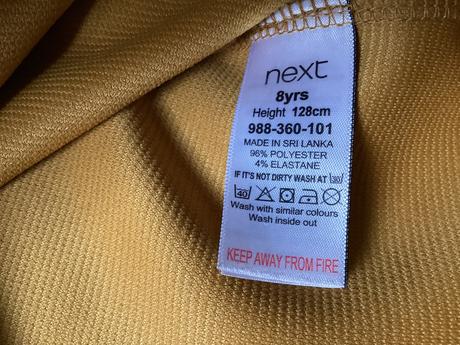 next
8yrs
Height 128cm
988-360-101
MADE IN SRI LANKA
96% POLYESTER
4% ELASTANE
IF IT'S NOT DIRTY WASH AT 30
40
Wash with similar colours
Wash inside out
KEEP AWAY FROM FIRE